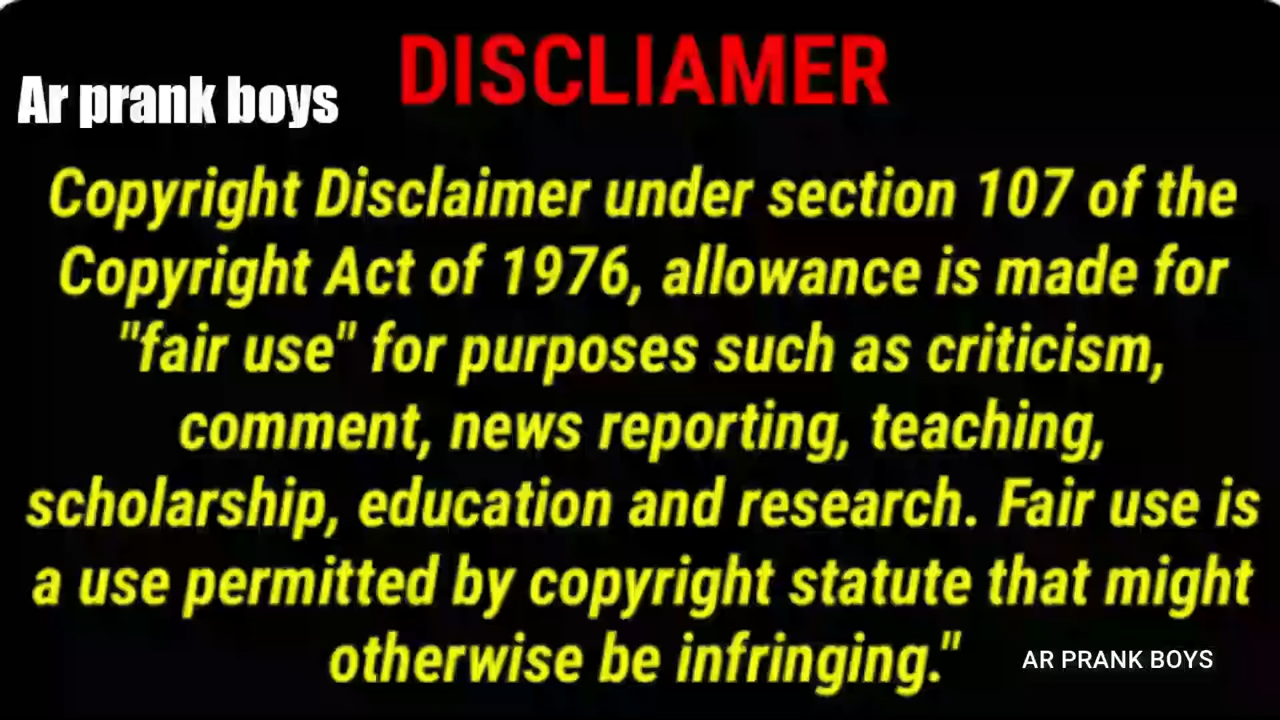 DISCLIAMER
Ar prank boys
Copyright Disclaimer under section 107 of the
Copyright Act of 1976, allowance is made for
"fair use" for purposes such as criticism,
comment, news reporting, teaching,
scholarship, education and research. Fair use is
a use permitted by copyright statute that might
otherwise be infringing."
AR PRANK BOYS